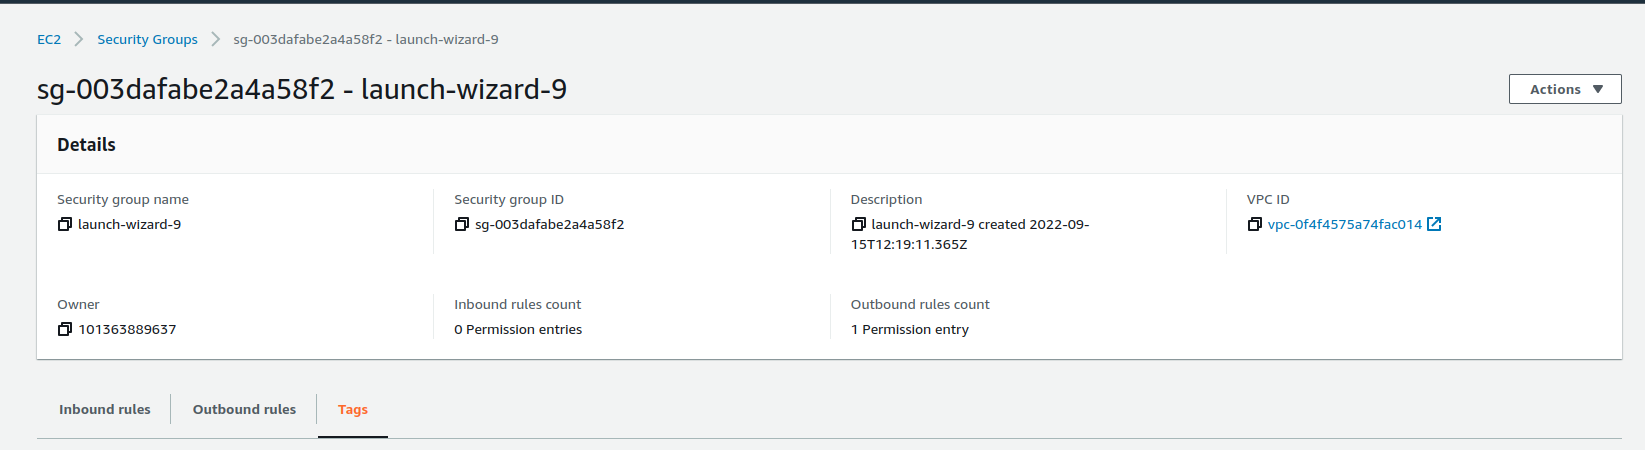 EC2 Security Groups sg-003dafabe2a4a58f2 - launch-wizard-9
sg-003dafabe2a4a58f2 - launch-wizard-9
Actions
Details
Security group name
launch-wizard-9
Security group ID
sg-003dafabe2a4a58f2
Description
launch-wizard-9 created 2022-09-
15T12:19:11.365Z
VPC ID
vpc-0f4f4575a74fac014
Owner
101363889637
Inbound rules count
0 Permission entries
Outbound rules count
1 Permission entry
Inbound rules Outbound rules Tags